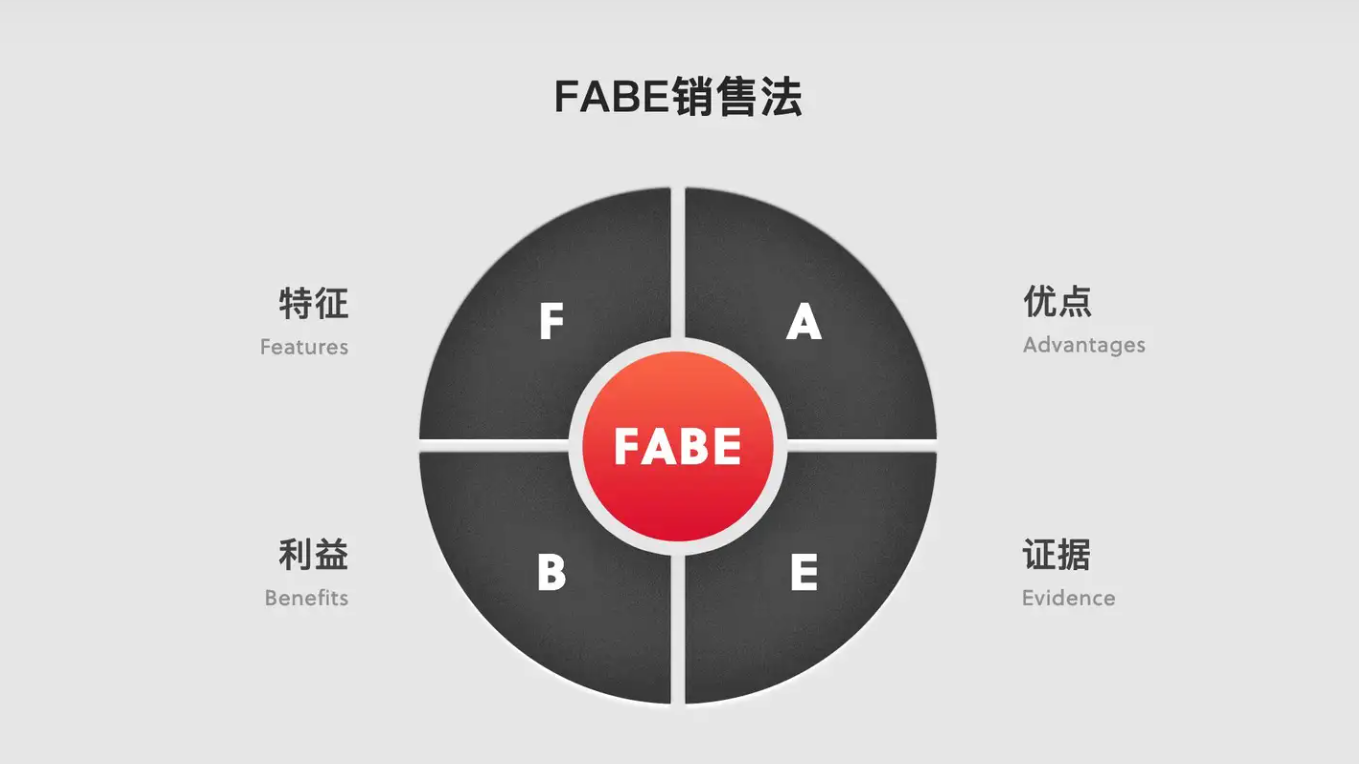 FABE销售法
特征
Features
F
A
优点
Advantages
FABE
利益
Benefits
B
E
证据
Evidence